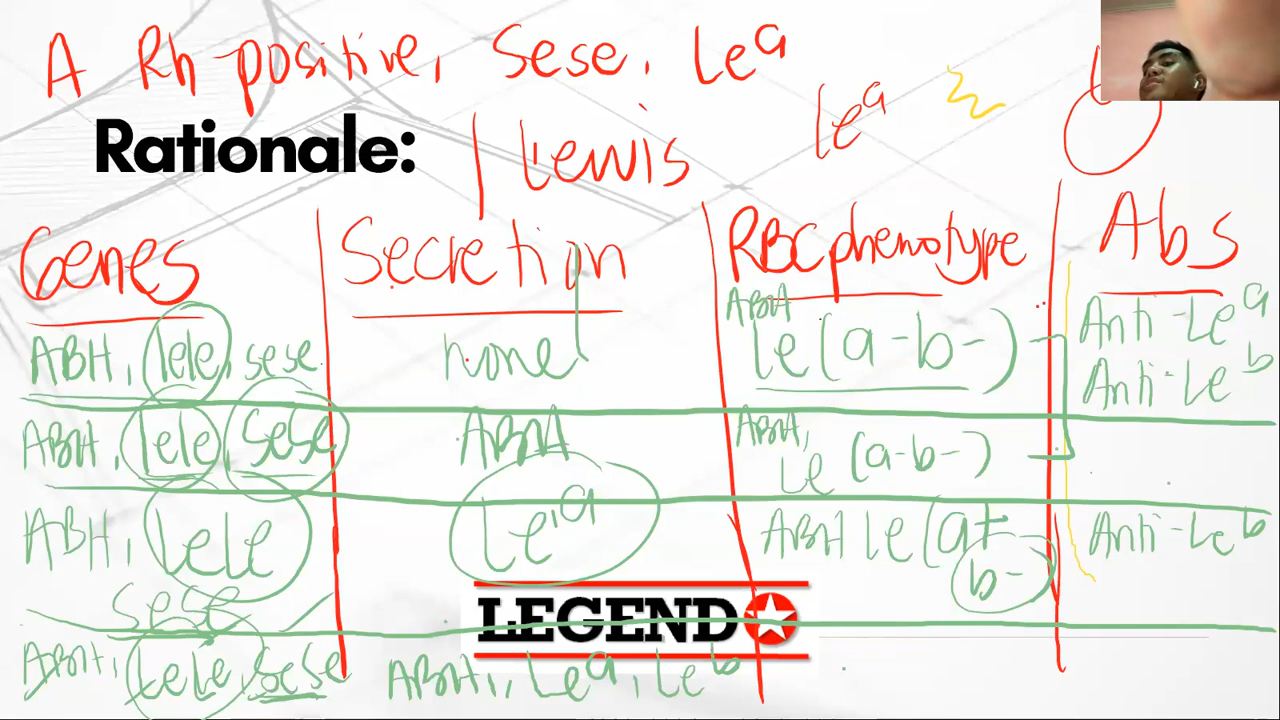 A Rh-positive, Sese, Le^a
Le^a
Rationale: | Lewis
Genes Secretion RBC phenotype Abs
ABH, lele, sese none ABH Le(a-b-) Anti-Le^a Anti-Le^b
ABH, lele, Sese ABH ABH, Le(a-b-)
ABH, LeLe Le^a ABH Le(a+ b- Anti-Le^b
sese
LEGEND
ABH, LeLe, SeSe ABH, Le^a, Le^b